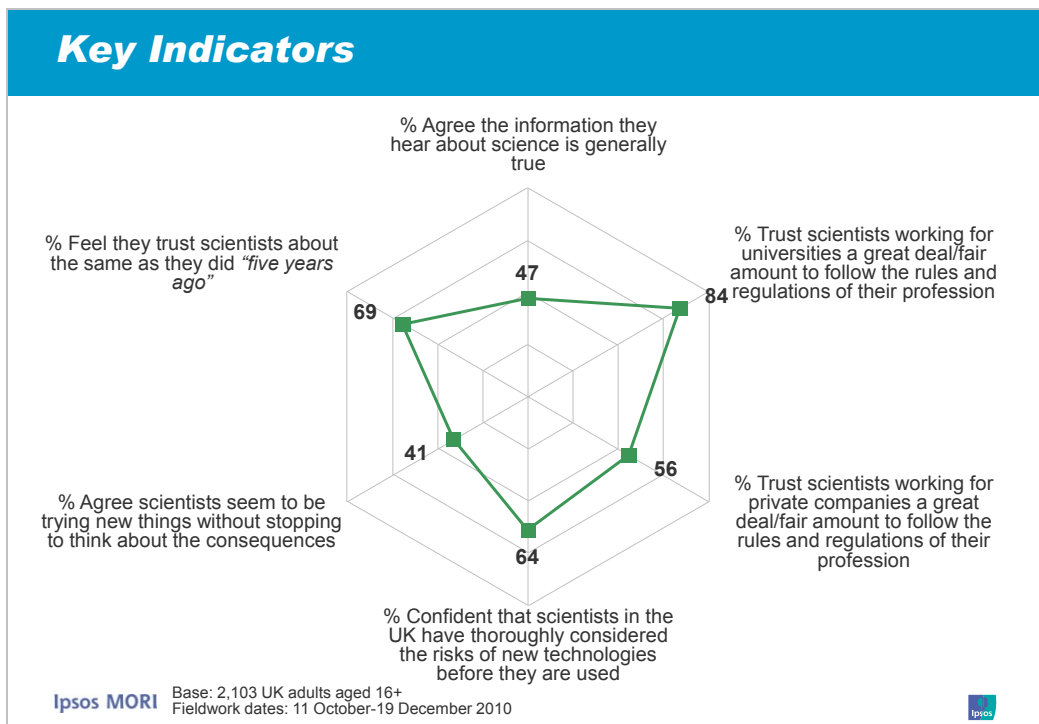 Key Indicators
% Agree the information they
hear about science is generally
true
% Feel they trust scientists about
the same as they did “five years
ago”
% Trust scientists working for
universities a great deal/fair
amount to follow the rules and
regulations of their profession
47
69
84
41
56
64
% Agree scientists seem to be
trying new things without stopping
to think about the consequences
% Trust scientists working for
private companies a great
deal/fair amount to follow the
rules and regulations of their
profession
% Confident that scientists in the
UK have thoroughly considered
the risks of new technologies
before they are used
Ipsos MORI
Base: 2,103 UK adults aged 16+
Fieldwork dates: 11 October-19 December 2010
Ipsos